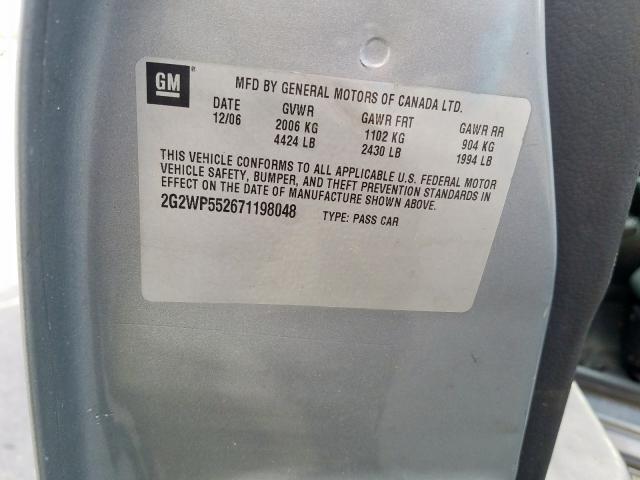 GM ®
MFD BY GENERAL MOTORS OF CANADA LTD.
DATE GVWR GAWR FRT GAWR RR
12/06 2006 KG 1102 KG 904 KG
4424 LB 2430 LB 1994 LB
THIS VEHICLE CONFORMS TO ALL APPLICABLE U.S. FEDERAL MOTOR
VEHICLE SAFETY, BUMPER, AND THEFT PREVENTION STANDARDS IN
EFFECT ON THE DATE OF MANUFACTURE SHOWN ABOVE.
2G2WP552671198048 TYPE: PASS CAR